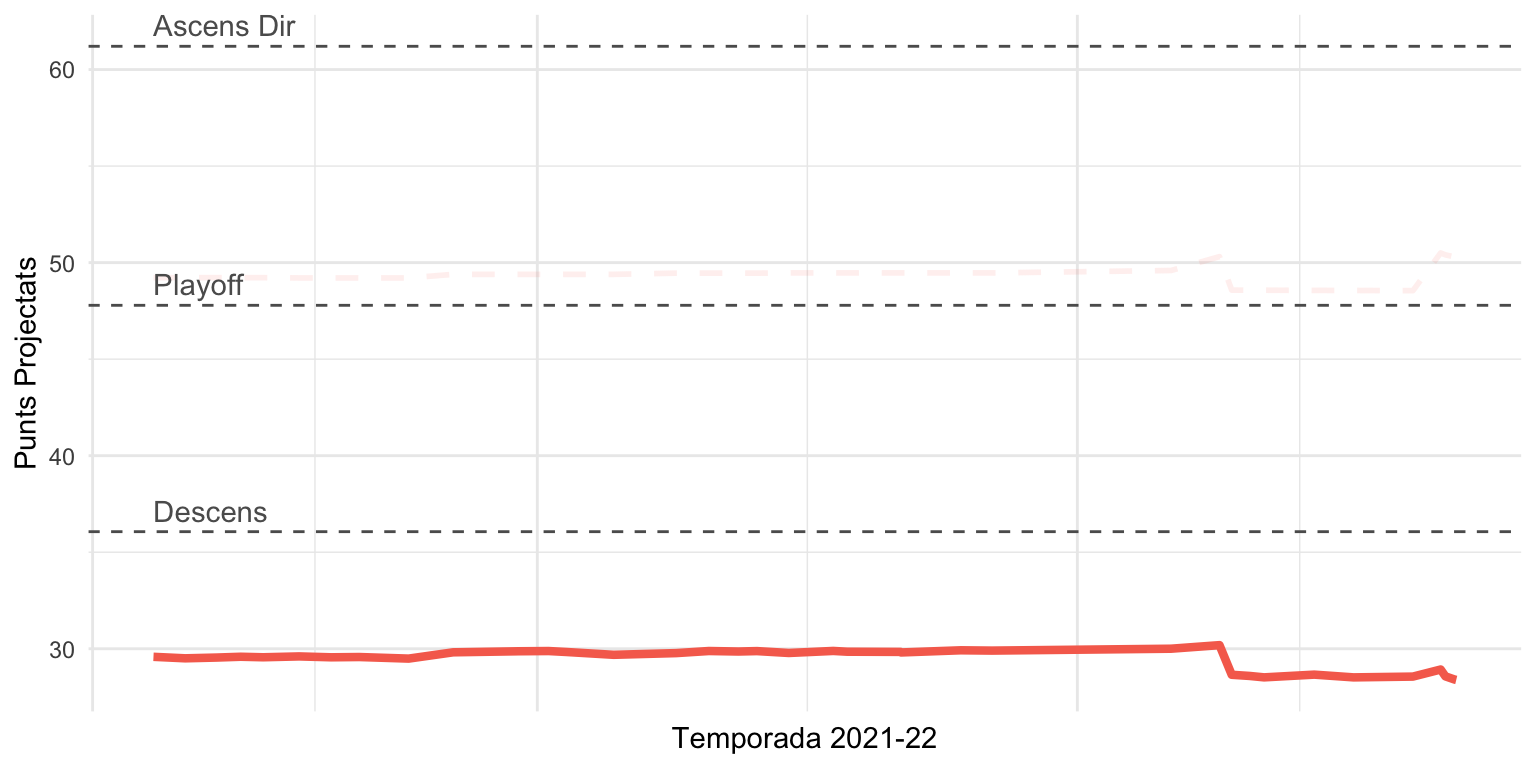 Ascens Dir
60
50
Playoff
Punts Projectats
40
Descens
30
Temporada 2021-22